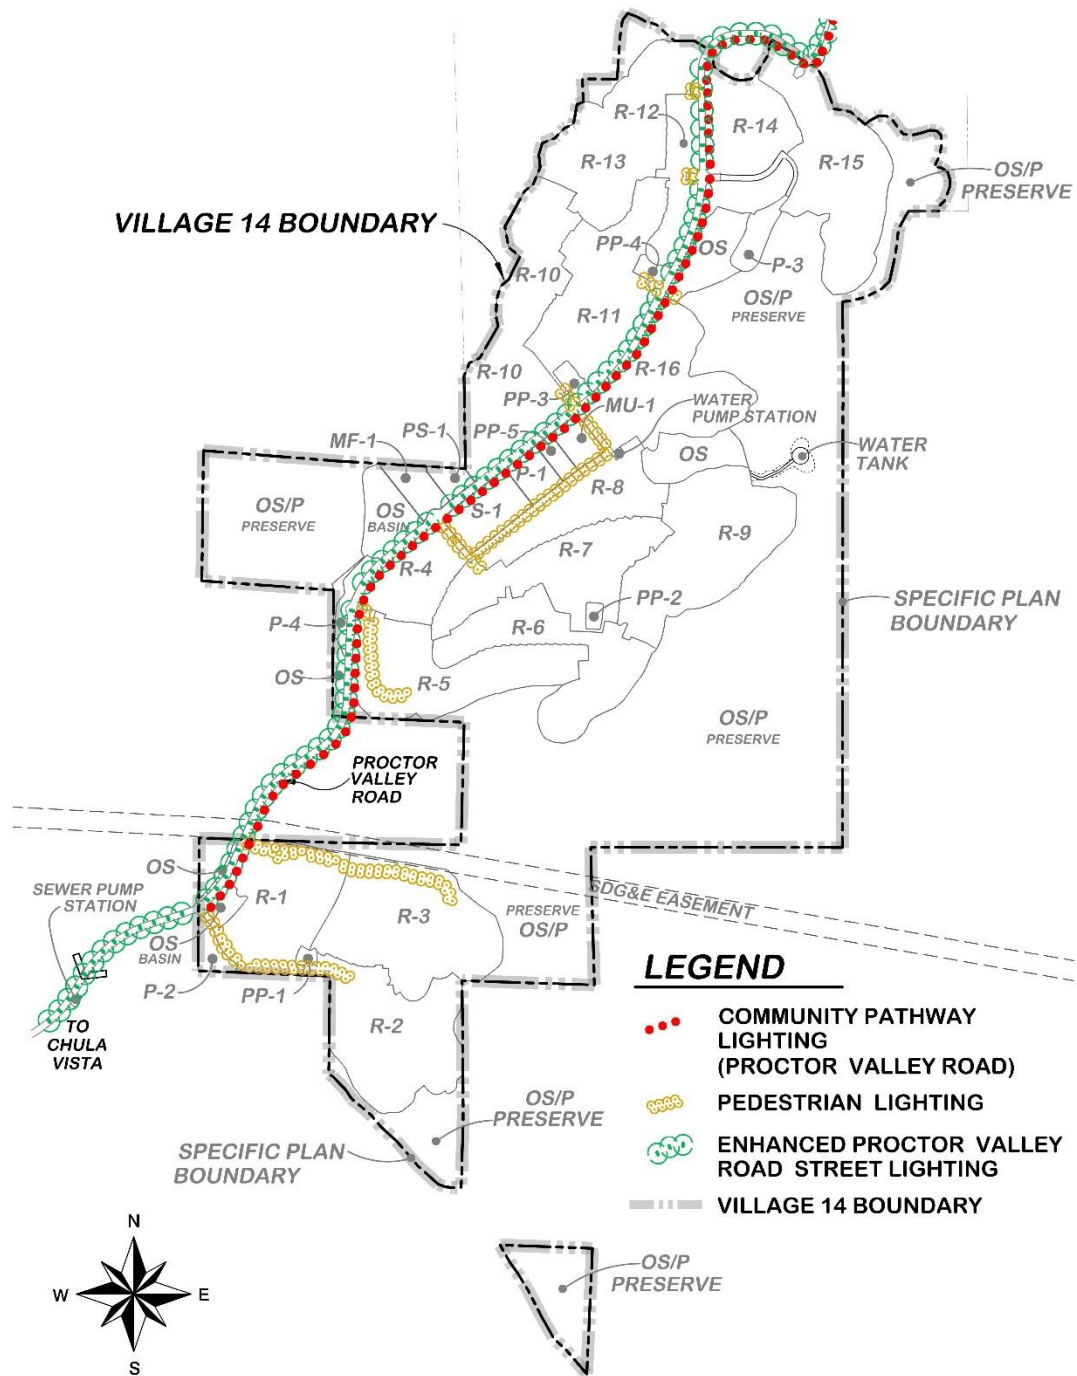 R-12
R-14
R-13
R-15
OS/P
PRESERVE
VILLAGE 14 BOUNDARY
PP-4
OS
P-3
R-10
OS/P
PRESERVE
R-11
R-10
R-16
PP-3
MU-1
WATER
PUMP STATION
PS-1
PP-5
MF-1
OS
WATER
TANK
P-1
R-8
OS/P
PRESERVE
OS
BASIN
S-1
R-9
R-7
R-4
PP-2
SPECIFIC PLAN
BOUNDARY
P-4
R-6
OS
R-5
OS/P
PRESERVE
PROCTOR
VALLEY
ROAD
OS
SEWER PUMP
STATION
R-1
R-3
SDG&E EASEMENT
PRESERVE
OS/P
OS
BASIN
P-2
PP-1
R-2
TO
CHULA
VISTA
OS/P
PRESERVE
SPECIFIC PLAN
BOUNDARY
LEGEND
COMMUNITY PATHWAY
LIGHTING
(PROCTOR VALLEY ROAD)
PEDESTRIAN LIGHTING
ENHANCED PROCTOR VALLEY
ROAD STREET LIGHTING
VILLAGE 14 BOUNDARY
N
W
E
S
OS/P
PRESERVE